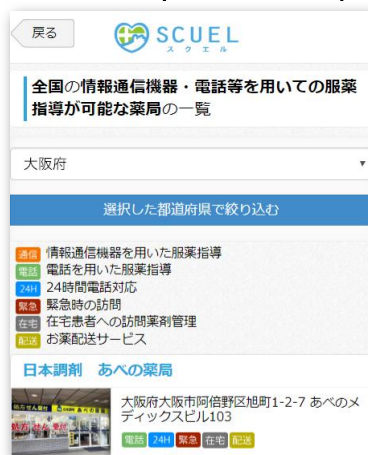 戻る
SCUEL
スクエル
全国の情報通信機器・電話等を用いての服薬
指導が可能な薬局の一覧
大阪府
選択した都道府県で絞り込む
通信 情報通信機器を用いた服薬指導
電話 電話を用いた服薬指導
24H 24時間電話対応
緊急 緊急時の訪問
在宅 在宅患者への訪問薬剤管理
配送 お薬配送サービス
日本調剤 あべの薬局
大阪府大阪市阿倍野区旭町1-2-7 あべのメ
ディックスビル103
電話 24H 緊急 在宅 配送
処方せん受付